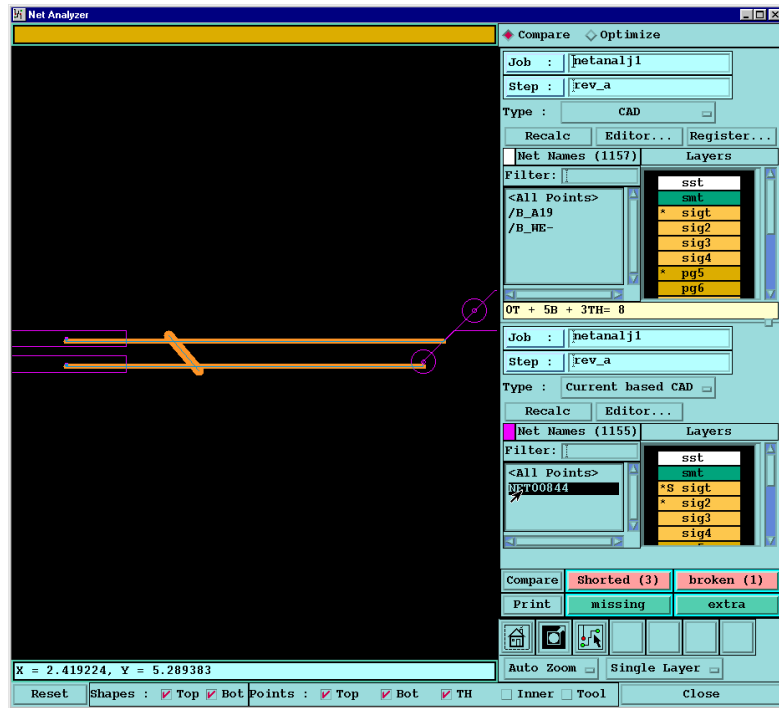 Net Analyzer
Compare Optimize
Job : netanalj1
Step : rev_a
Type : CAD
Recalc Editor... Register...
Net Names (1157) Layers
Filter:
<All Points>
/B_A19
/B_WE-
sst
smt
* sigt
sig2
sig3
sig4
* pg5
pg6
0T + 5B + 3TH= 8
Job : netanalj1
Step : rev_a
Type : Current based CAD
Recalc Editor...
Net Names (1155) Layers
Filter:
<All Points>
NET00844
sst
smt
*S sigt
* sig2
sig3
sig4
Compare Shorted (3) broken (1)
Print missing extra
Auto Zoom Single Layer
X = 2.419224, Y = 5.289383
Reset Shapes : Top Bot Points : Top Bot TH Inner Tool Close